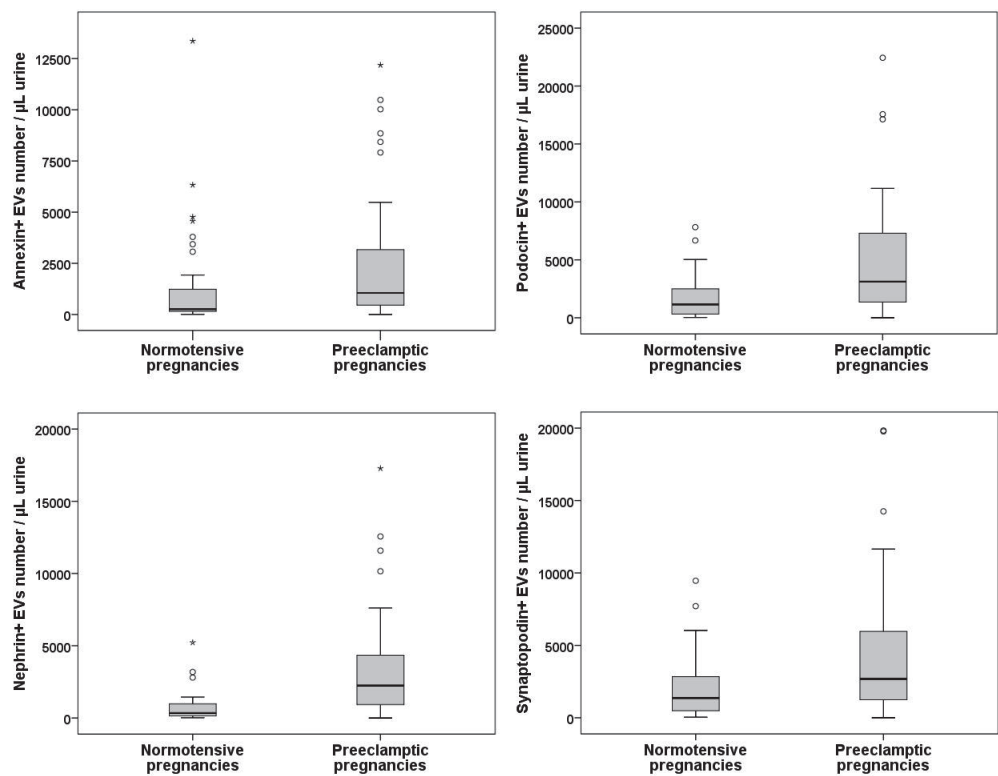 Annexin+ EVs number / µL urine
12500
10000
7500
5000
2500
0
Normotensive
pregnancies
Preeclamptic
pregnancies
Podocin+ EVs number / µL urine
25000
20000
15000
10000
5000
0
Normotensive
pregnancies
Preeclamptic
pregnancies
Nephrin+ EVs number / µL urine
20000
15000
10000
5000
0
Normotensive
pregnancies
Preeclamptic
pregnancies
Synaptopodin+ EVs number / µL urine
20000
15000
10000
5000
0
Normotensive
pregnancies
Preeclamptic
pregnancies